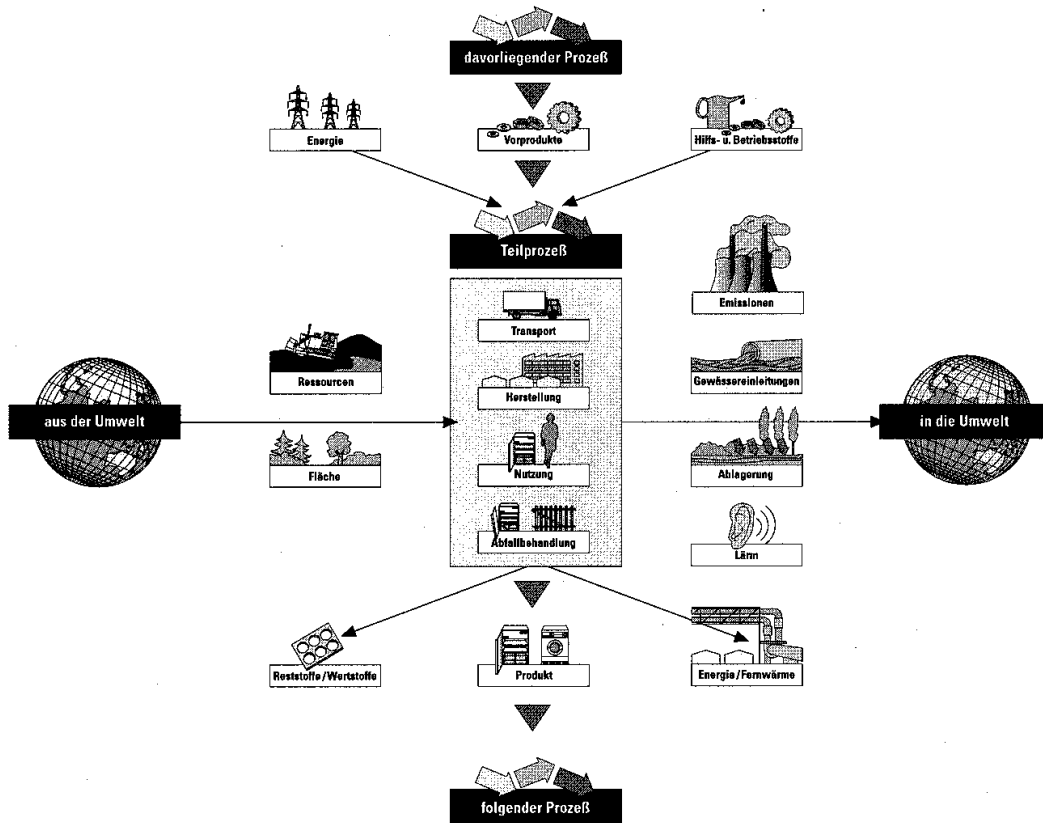 davorliegender Prozeß
Energie
Vorprodukte
Hilfs- u. Betriebsstoffe
Teilprozeß
Transport
Emissionen
Ressourcen
Herstellung
Gewässereinleitungen
aus der Umwelt
in die Umwelt
Fläche
Nutzung
Ablagerung
Abfallbehandlung
Lärm
Reststoffe/Wertstoffe
Produkt
Energie/Fernwärme
folgender Prozeß